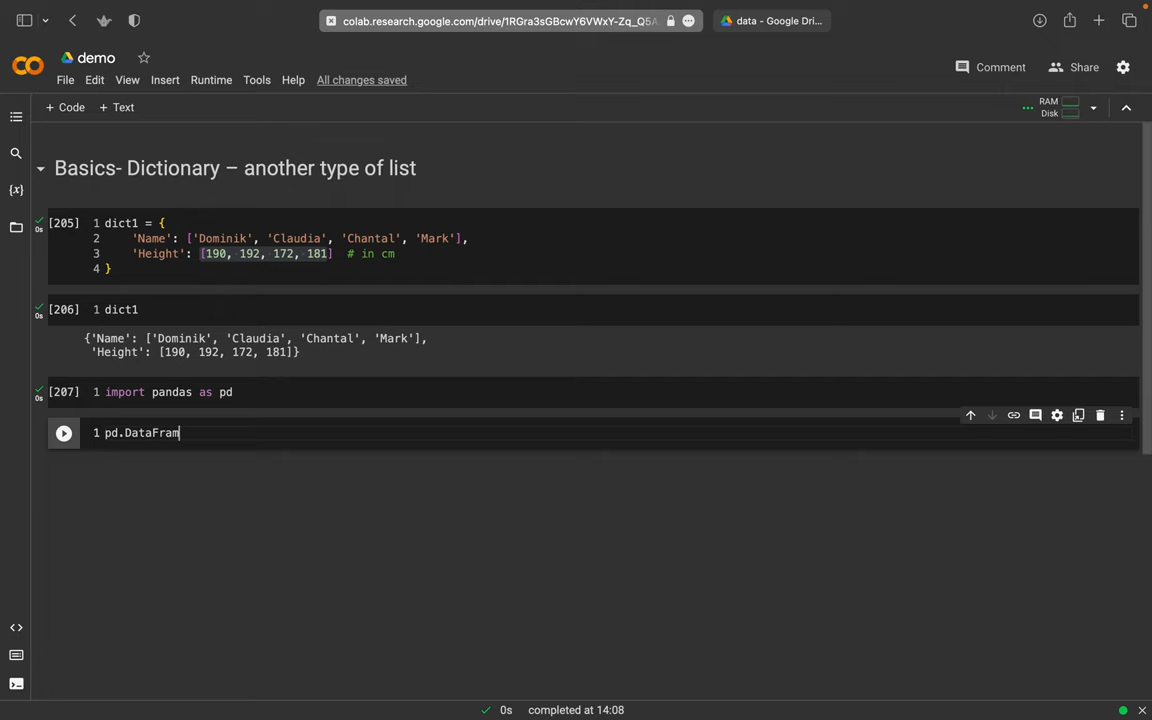 colab.research.google.com/drive/1RGra3sGBcwY6VWxY-Zq_Q5A
data - Google Dri...
demo
File Edit View Insert Runtime Tools Help All changes saved
Comment Share
+ Code + Text
RAM
Disk
Basics- Dictionary – another type of list
[205] 1 dict1 = {
0s 2 'Name': ['Dominik', 'Claudia', 'Chantal', 'Mark'],
3 'Height': [190, 192, 172, 181] # in cm
4 }
[206] 1 dict1
0s
{'Name': ['Dominik', 'Claudia', 'Chantal', 'Mark'],
'Height': [190, 192, 172, 181]}
[207] 1 import pandas as pd
0s
1 pd.DataFram
{x}
0s completed at 14:08